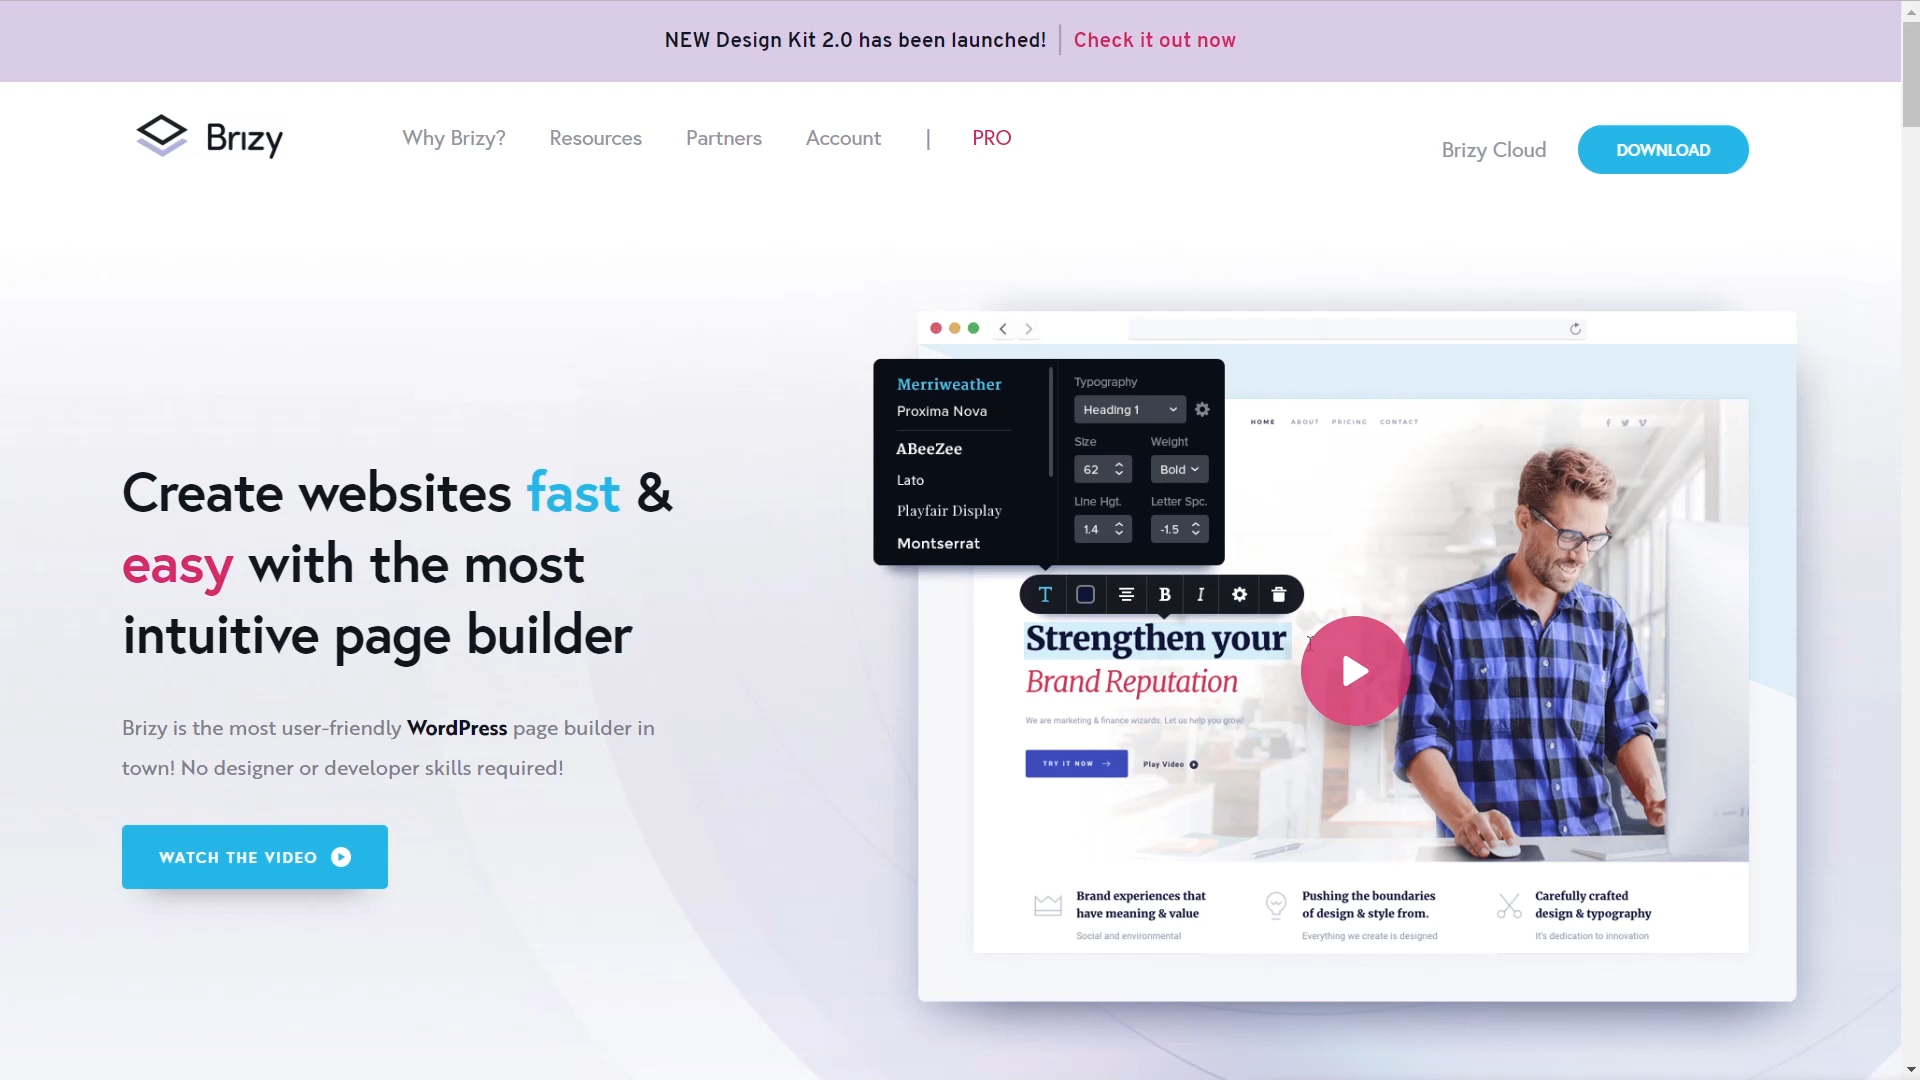 NEW Design Kit 2.0 has been launched! Check it out now
Brizy
Why Brizy? Resources Partners Account | PRO
Brizy Cloud DOWNLOAD
Create websites fast &
easy with the most
intuitive page builder
Brizy is the most user-friendly WordPress page builder in
town! No designer or developer skills required!
WATCH THE VIDEO
Merriweather
Proxima Nova
ABeeZee
Lato
Playfair Display
Montserrat
Typography
Heading 1
Size Weight
62 Bold
Line Hgt. Letter Spc.
1.4 -1.5
HOME ABOUT PRICING CONTACT
T B I
Strengthen your
Brand Reputation
We are marketing & finance wizards. Let us help you grow!
TRY IT NOW Play Video
Brand experiences that
have meaning & value
Social and environmental
Pushing the boundaries
of design & style from.
Everything we create is designed
Carefully crafted
design & typography
It's dedication to innovation